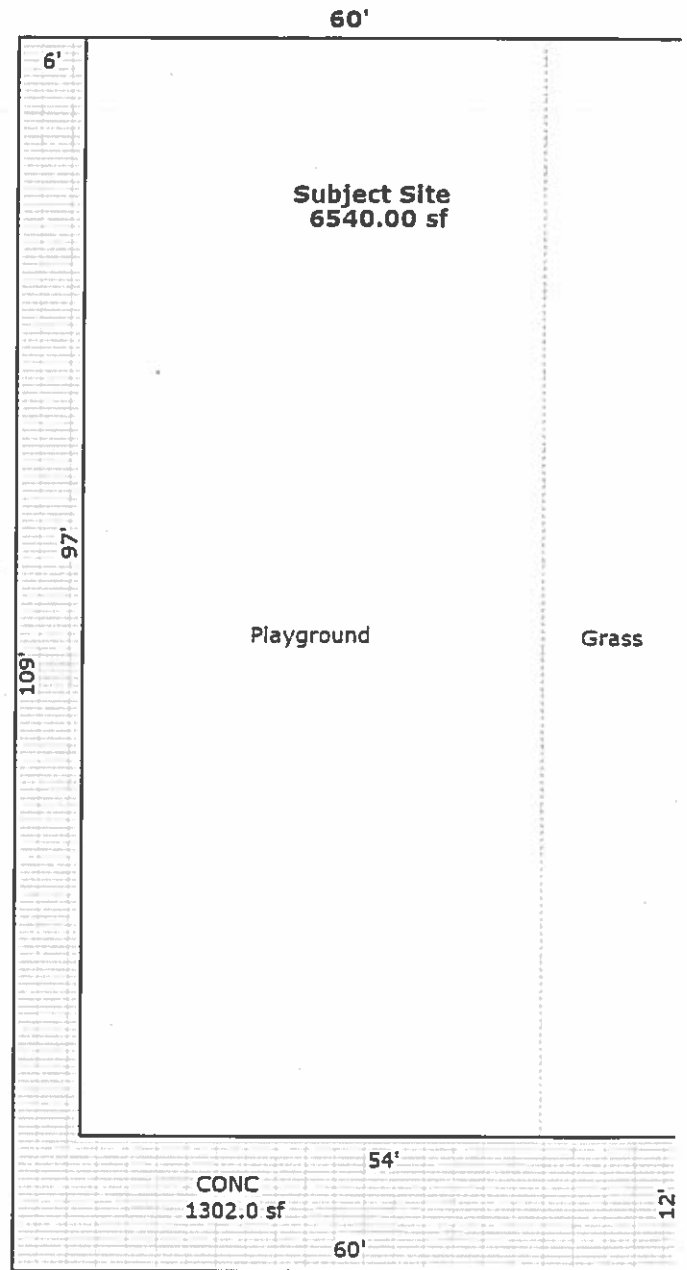 60'
6'
Subject Site
6540.00 sf
97'
Playground
Grass
109'
54'
CONC
1302.0 sf
12'
60'